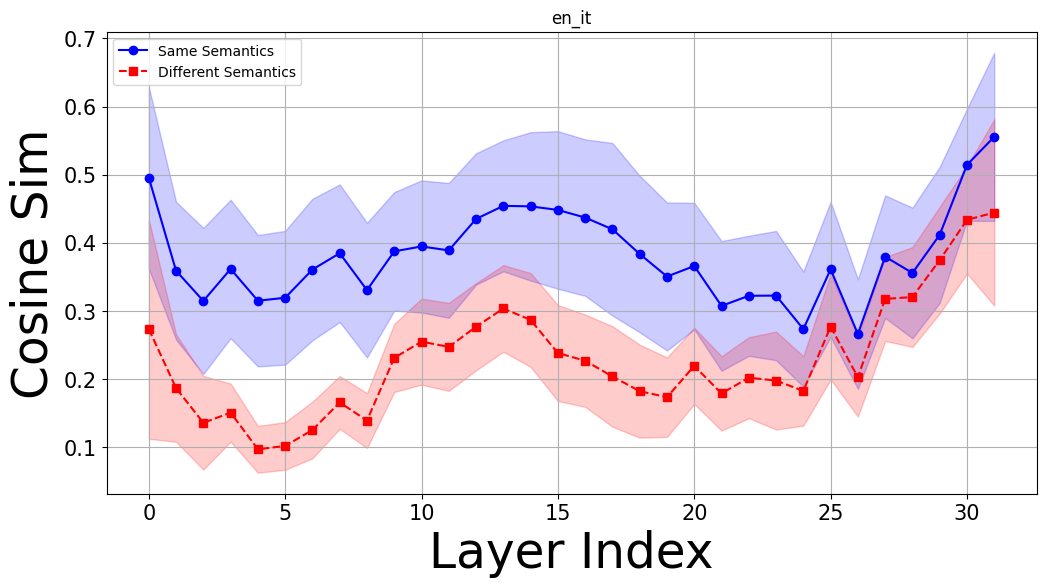 en_it
Same Semantics
Different Semantics
Cosine Sim
0.7
0.6
0.5
0.4
0.3
0.2
0.1
0 5 10 15 20 25 30
Layer Index